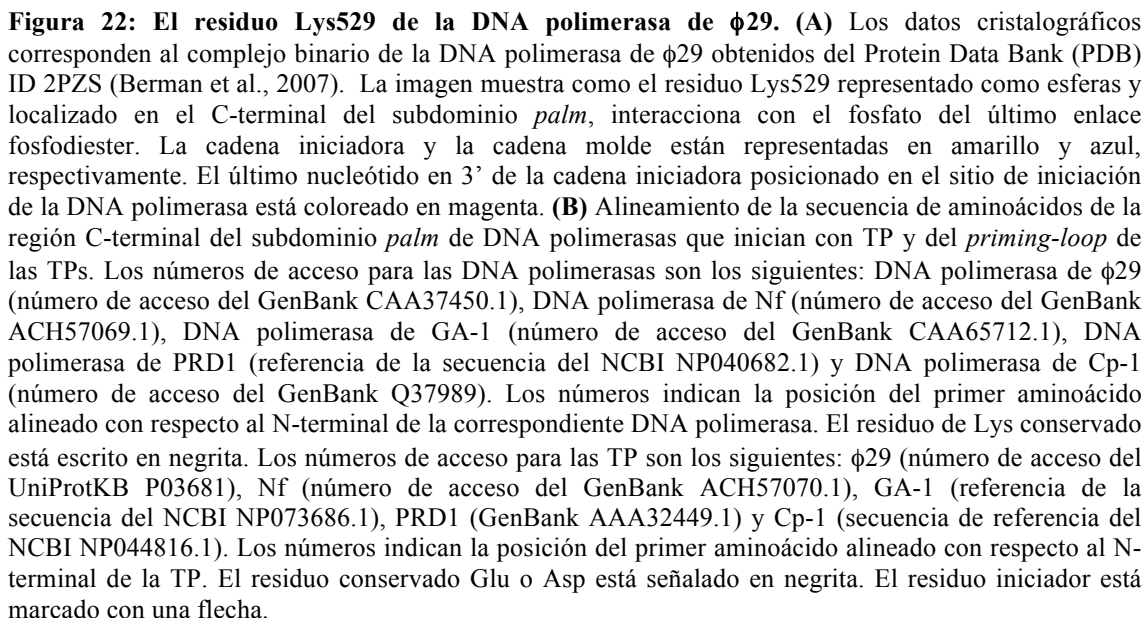 Figura 22: El residuo Lys529 de la DNA polimerasa de ϕ29. (A) Los datos cristalográficos
corresponden al complejo binario de la DNA polimerasa de ϕ29 obtenidos del Protein Data Bank (PDB)
ID 2PZS (Berman et al., 2007). La imagen muestra como el residuo Lys529 representado como esferas y
localizado en el C-terminal del subdominio palm, interacciona con el fosfato del último enlace
fosfodiester. La cadena iniciadora y la cadena molde están representadas en amarillo y azul,
respectivamente. El último nucleótido en 3’ de la cadena iniciadora posicionado en el sitio de iniciación
de la DNA polimerasa está coloreado en magenta. (B) Alineamiento de la secuencia de aminoácidos de la
región C-terminal del subdominio palm de DNA polimerasas que inician con TP y del priming-loop de
las TPs. Los números de acceso para las DNA polimerasas son los siguientes: DNA polimerasa de ϕ29
(número de acceso del GenBank CAA37450.1), DNA polimerasa de Nf (número de acceso del GenBank
ACH57069.1), DNA polimerasa de GA-1 (número de acceso del GenBank CAA65712.1), DNA
polimerasa de PRD1 (referencia de la secuencia del NCBI NP040682.1) y DNA polimerasa de Cp-1
(número de acceso del GenBank Q37989). Los números indican la posición del primer aminoácido
alineado con respecto al N-terminal de la correspondiente DNA polimerasa. El residuo de Lys conservado
está escrito en negrita. Los números de acceso para las TP son los siguientes: ϕ29 (número de acceso del
UniProtKB P03681), Nf (número de acceso del GenBank ACH57070.1), GA-1 (referencia de la
secuencia del NCBI NP073686.1), PRD1 (GenBank AAA32449.1) y Cp-1 (secuencia de referencia del
NCBI NP044816.1). Los números indican la posición del primer aminoácido alineado con respecto al N-
terminal de la TP. El residuo conservado Glu o Asp está señalado en negrita. El residuo iniciador está
marcado con una flecha.